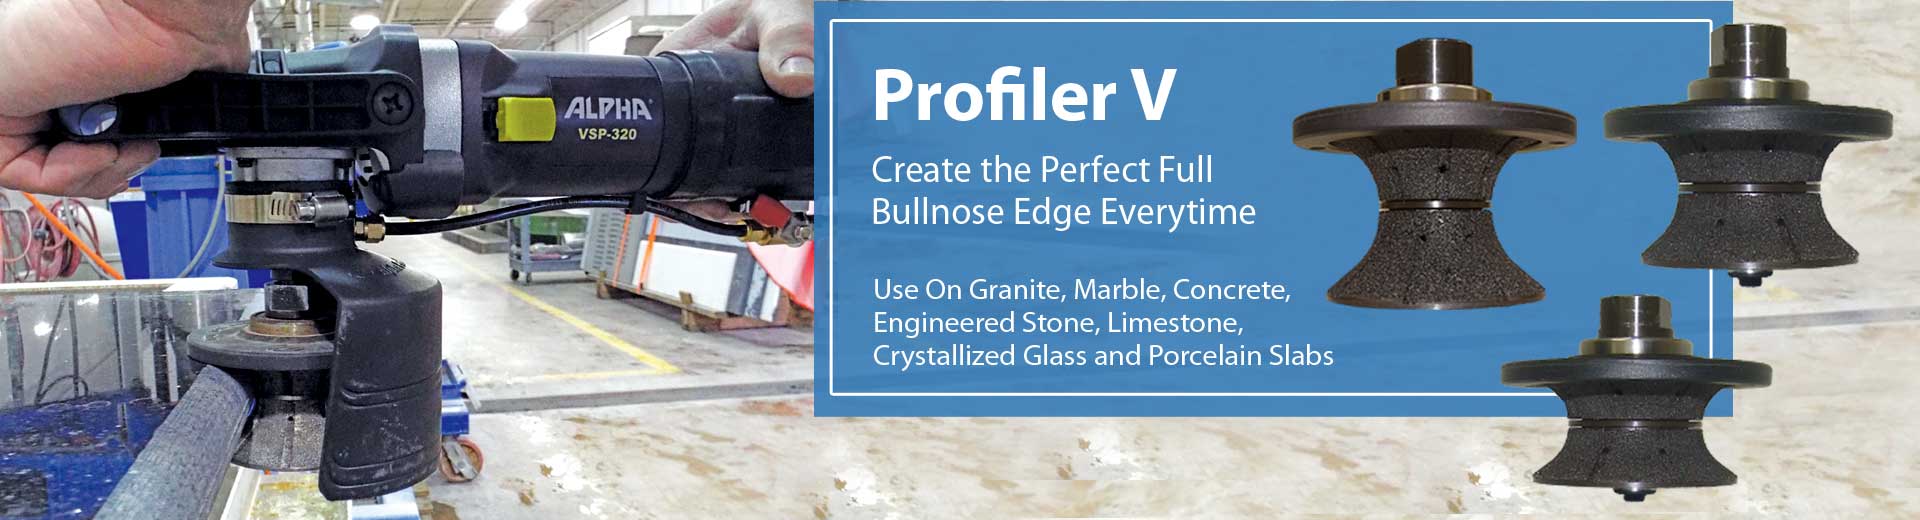 ALPHA
VSP-320
Profiler V
Create the Perfect Full
Bullnose Edge Everytime
Use On Granite, Marble, Concrete,
Engineered Stone, Limestone,
Crystallized Glass and Porcelain Slabs